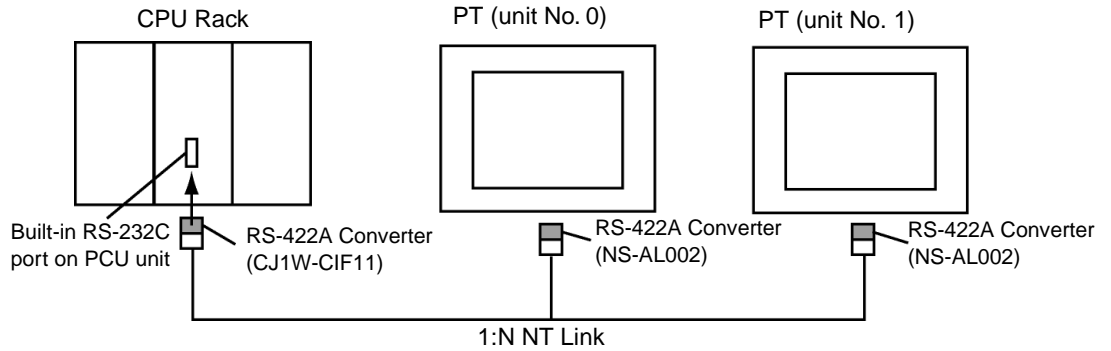 CPU Rack
PT (unit No. 0)
PT (unit No. 1)
Built-in RS-232C
port on PCU unit
RS-422A Converter
(CJ1W-CIF11)
RS-422A Converter
(NS-AL002)
RS-422A Converter
(NS-AL002)
1:N NT Link